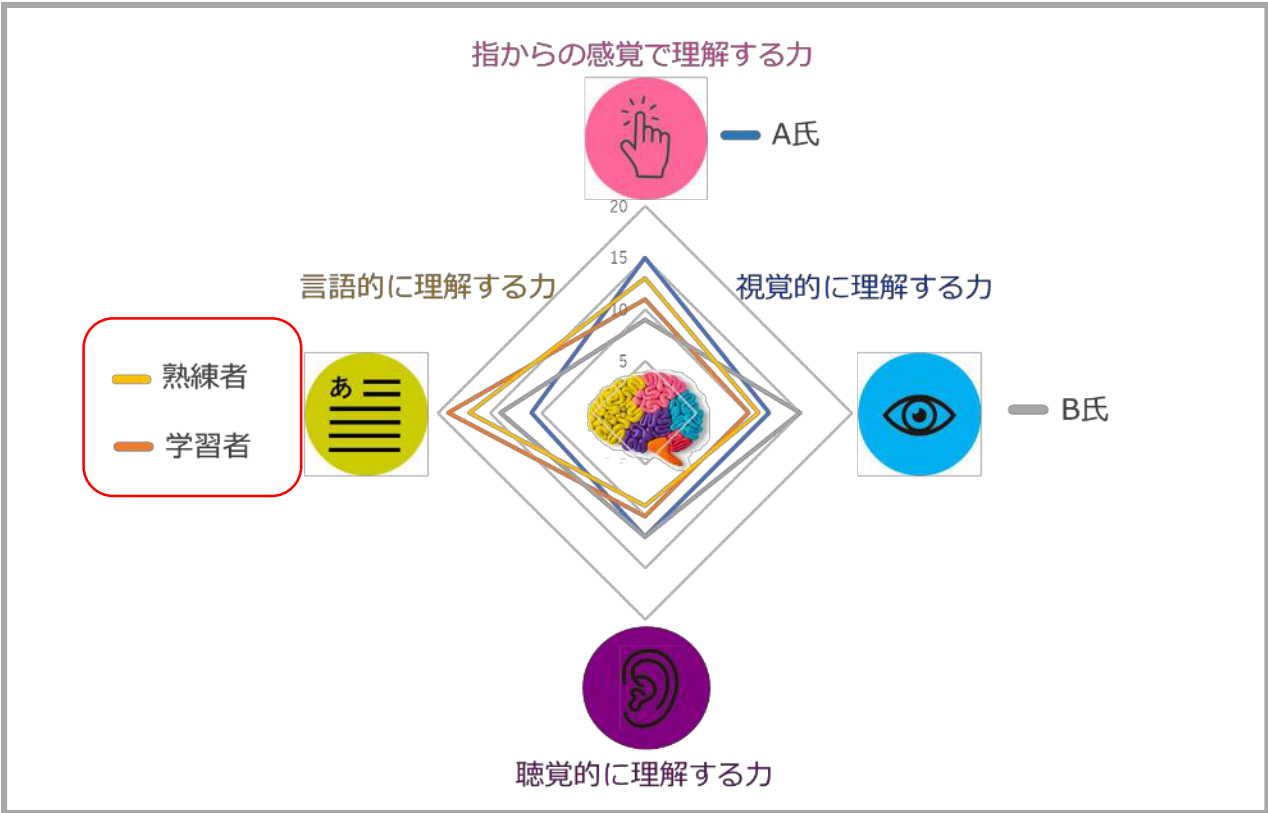 指からの感覚で理解する力
A氏
20
15
言語的に理解する力
視覚的に理解する力
10
5
熟練者
あ
B氏
学習者
聴覚的に理解する力